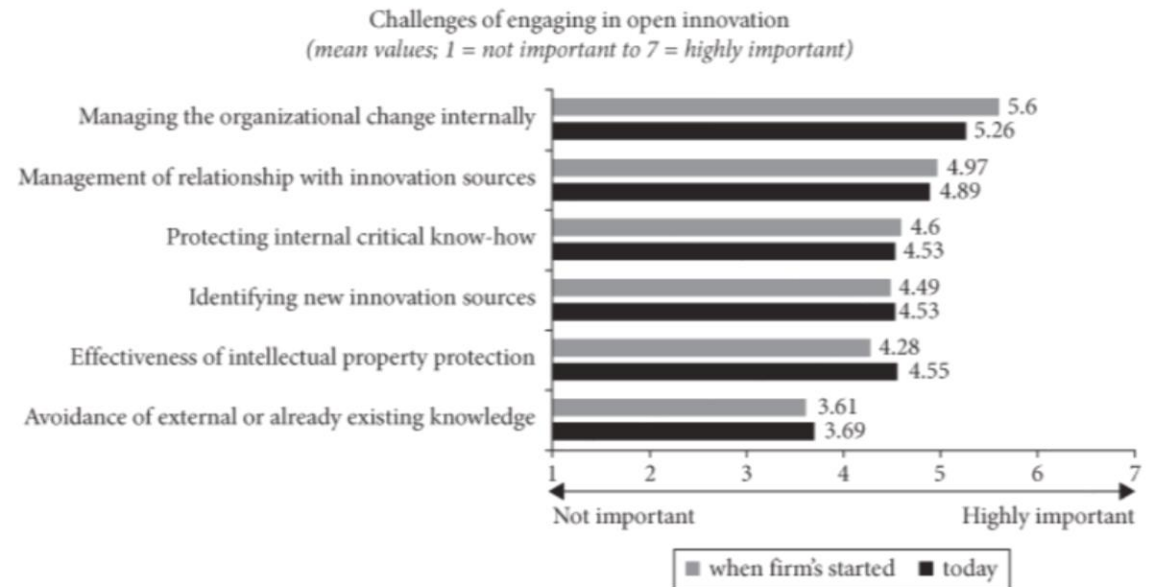 Challenges of engaging in open innovation
(mean values; 1 = not important to 7 = highly important)
Managing the organizational change internally
5.6
5.26
Management of relationship with innovation sources
4.97
4.89
Protecting internal critical know-how
4.6
4.53
Identifying new innovation sources
4.49
4.53
Effectiveness of intellectual property protection
4.28
4.55
Avoidance of external or already existing knowledge
3.61
3.69
1 2 3 4 5 6 7
Not important Highly important
when firm's started today